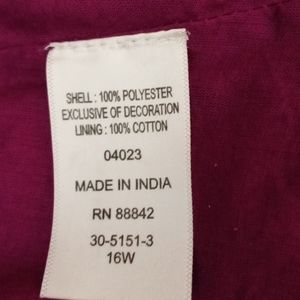 SHELL : 100% POLYESTER
EXCLUSIVE OF DECORATION
LINING : 100% COTTON
04023
MADE IN INDIA
RN 88842
30-5151-3
16W